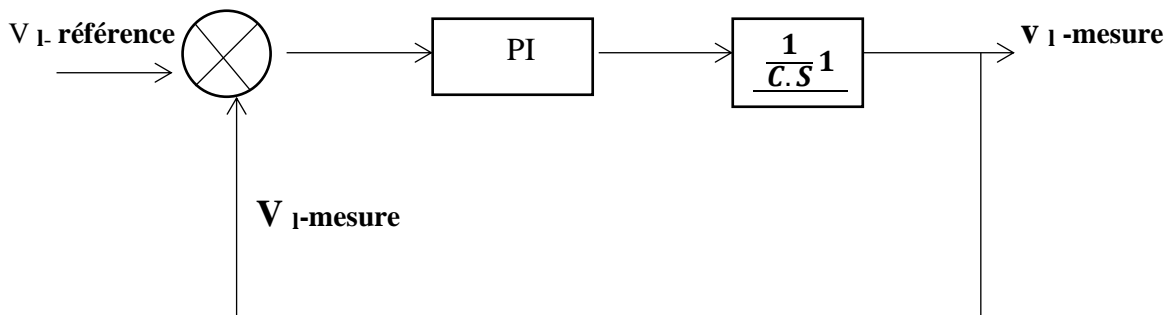 V l- référence
PI
1
C.S 1
v l -mesure
V l-mesure